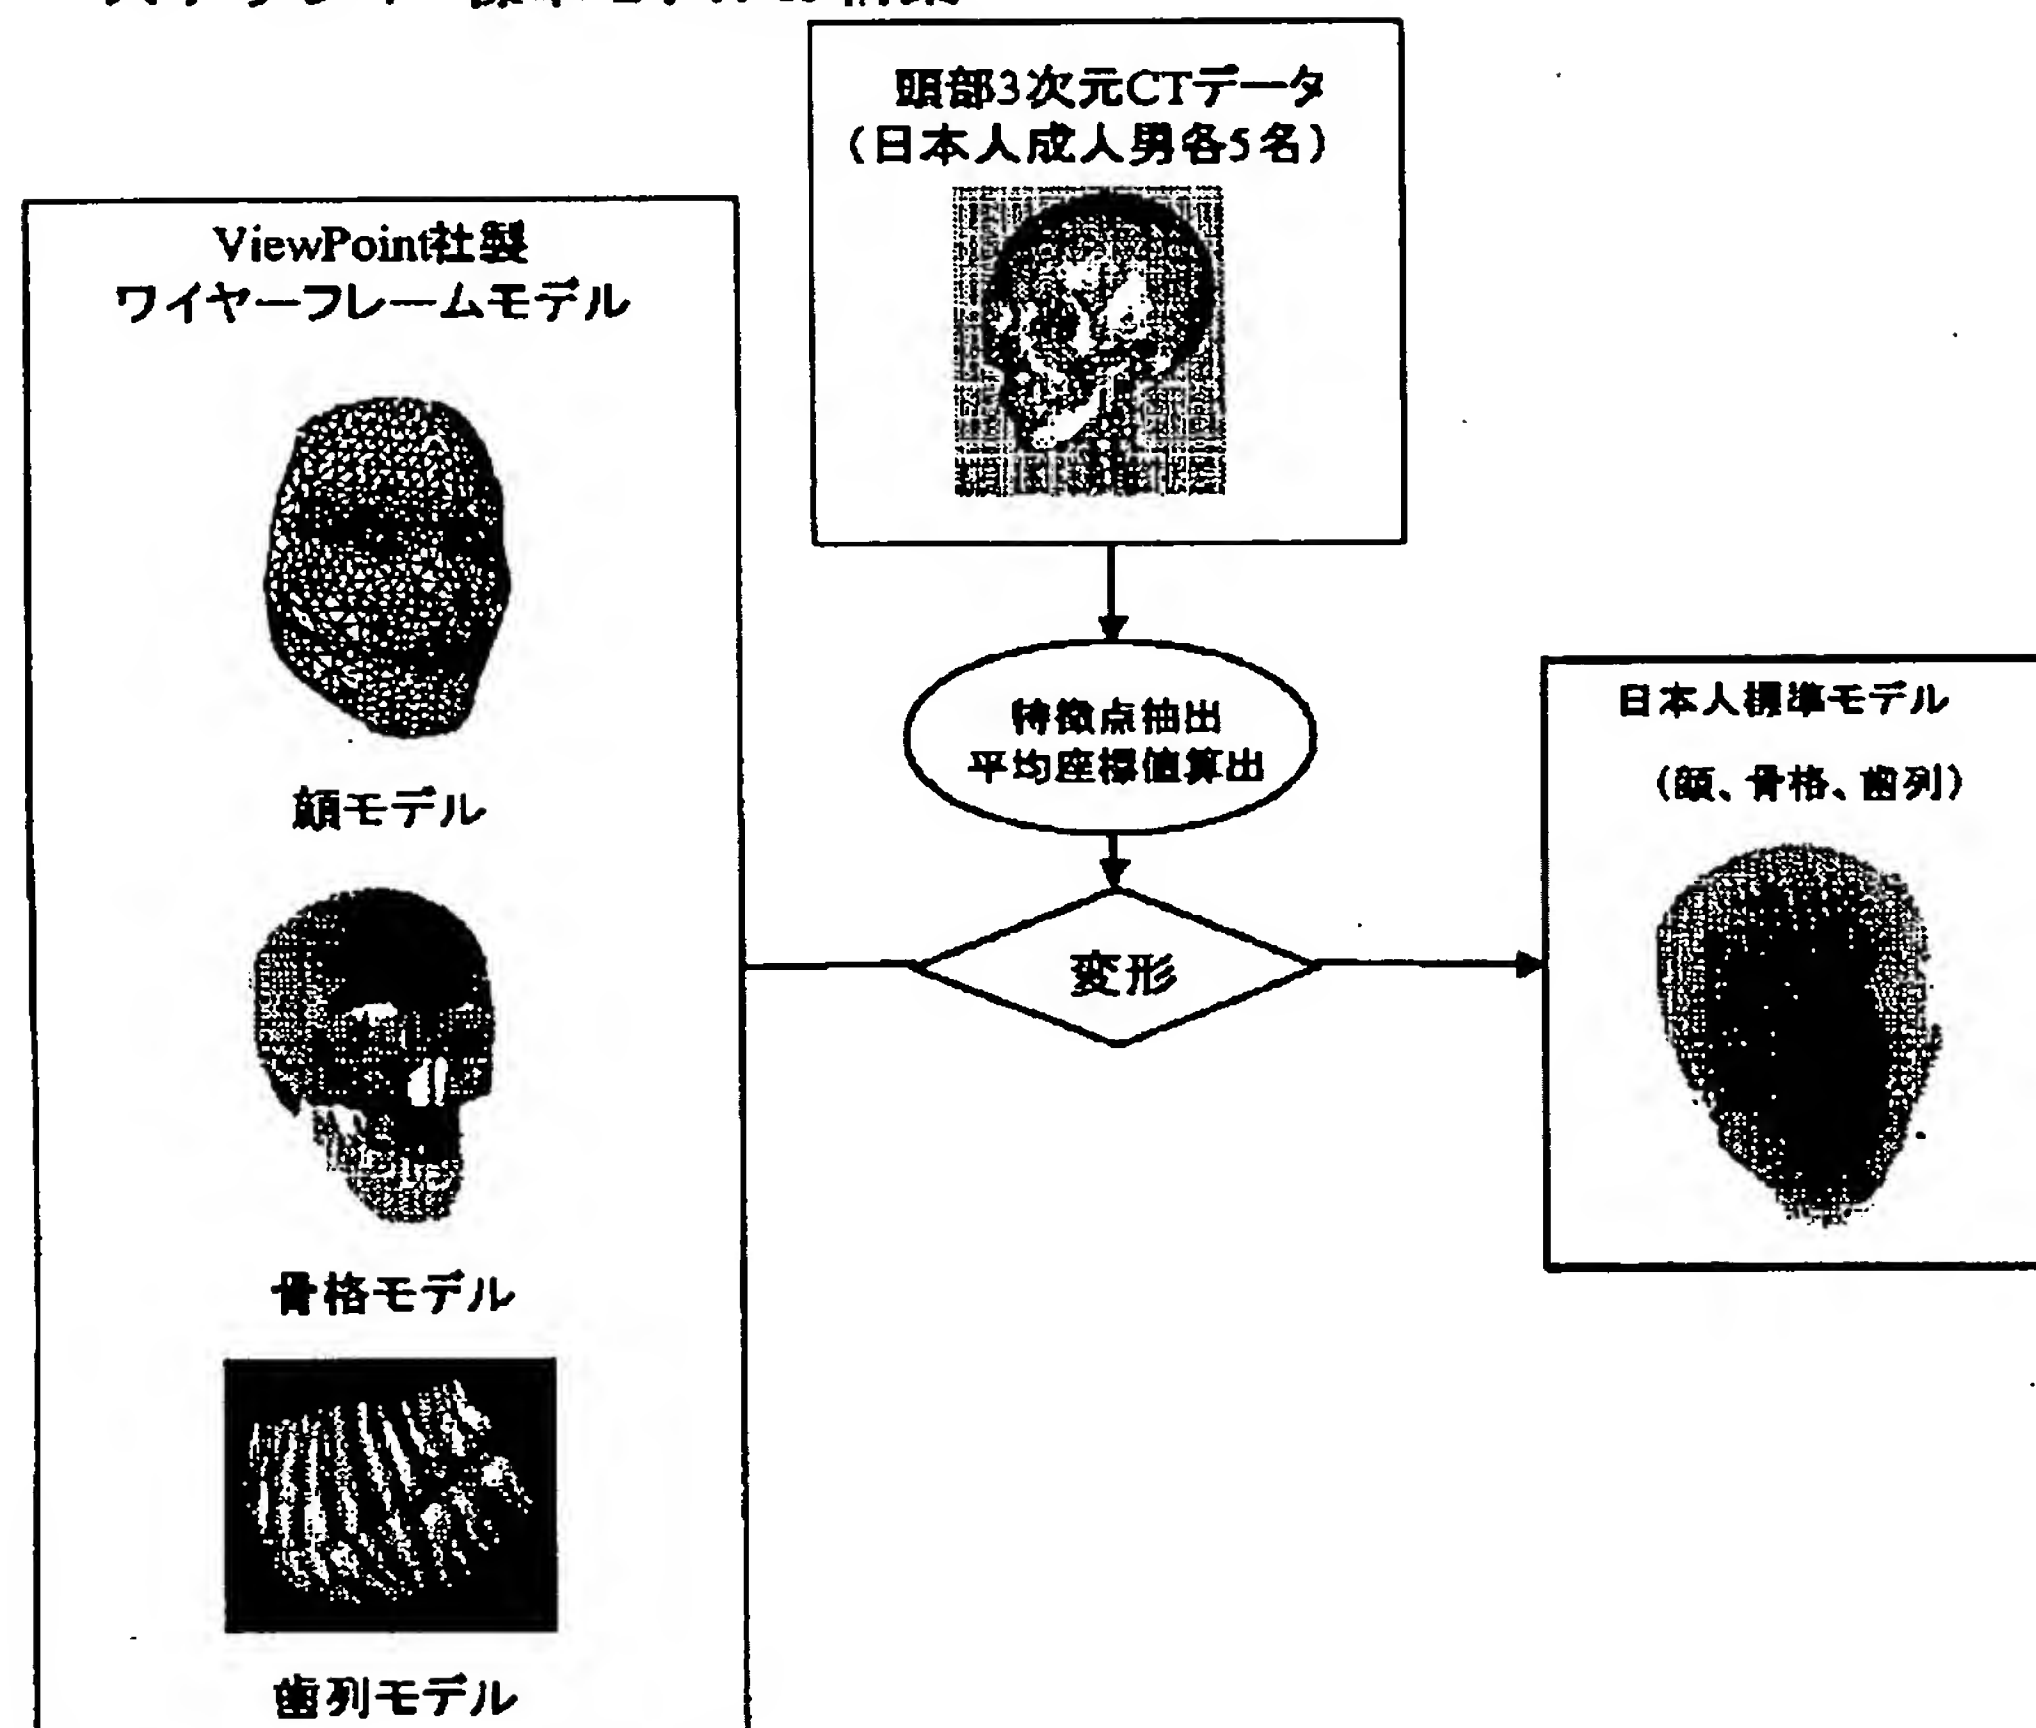 頭部3次元CTデータ
(日本人成人男各5名)
ViewPoint社製
ワイヤーフレームモデル
顔モデル
骨格モデル
歯列モデル
特徴点抽出
平均座標値算出
変形
日本人標準モデル
(顔、骨格、歯列)